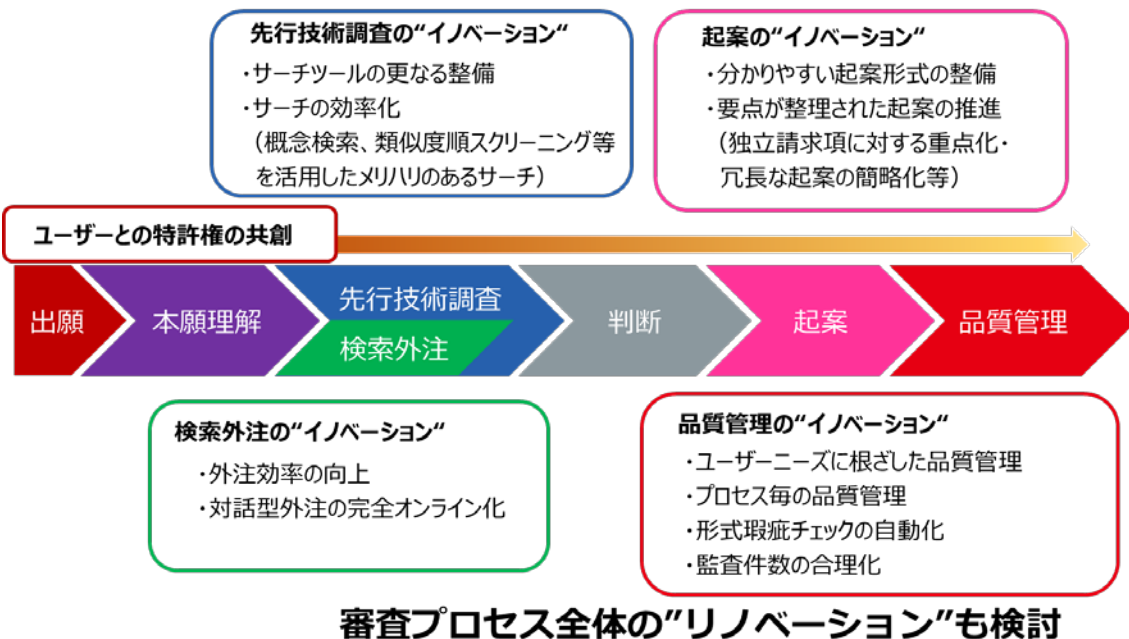 先行技術調査の“イノベーション“
・サーチツールの更なる整備
・サーチの効率化
（概念検索、類似度順スクリーニング等
を活用したメリハリのあるサーチ）
起案の“イノベーション“
・分かりやすい起案形式の整備
・要点が整理された起案の推進
（独立請求項に対する重点化・
冗長な起案の簡略化等）
ユーザーとの特許権の共創
出願
本願理解
先行技術調査
検索外注
判断
起案
品質管理
検索外注の“イノベーション“
・外注効率の向上
・対話型外注の完全オンライン化
品質管理の“イノベーション“
・ユーザーニーズに根ざした品質管理
・プロセス毎の品質管理
・形式瑕疵チェックの自動化
・監査件数の合理化
審査プロセス全体の”リノベーション”も検討